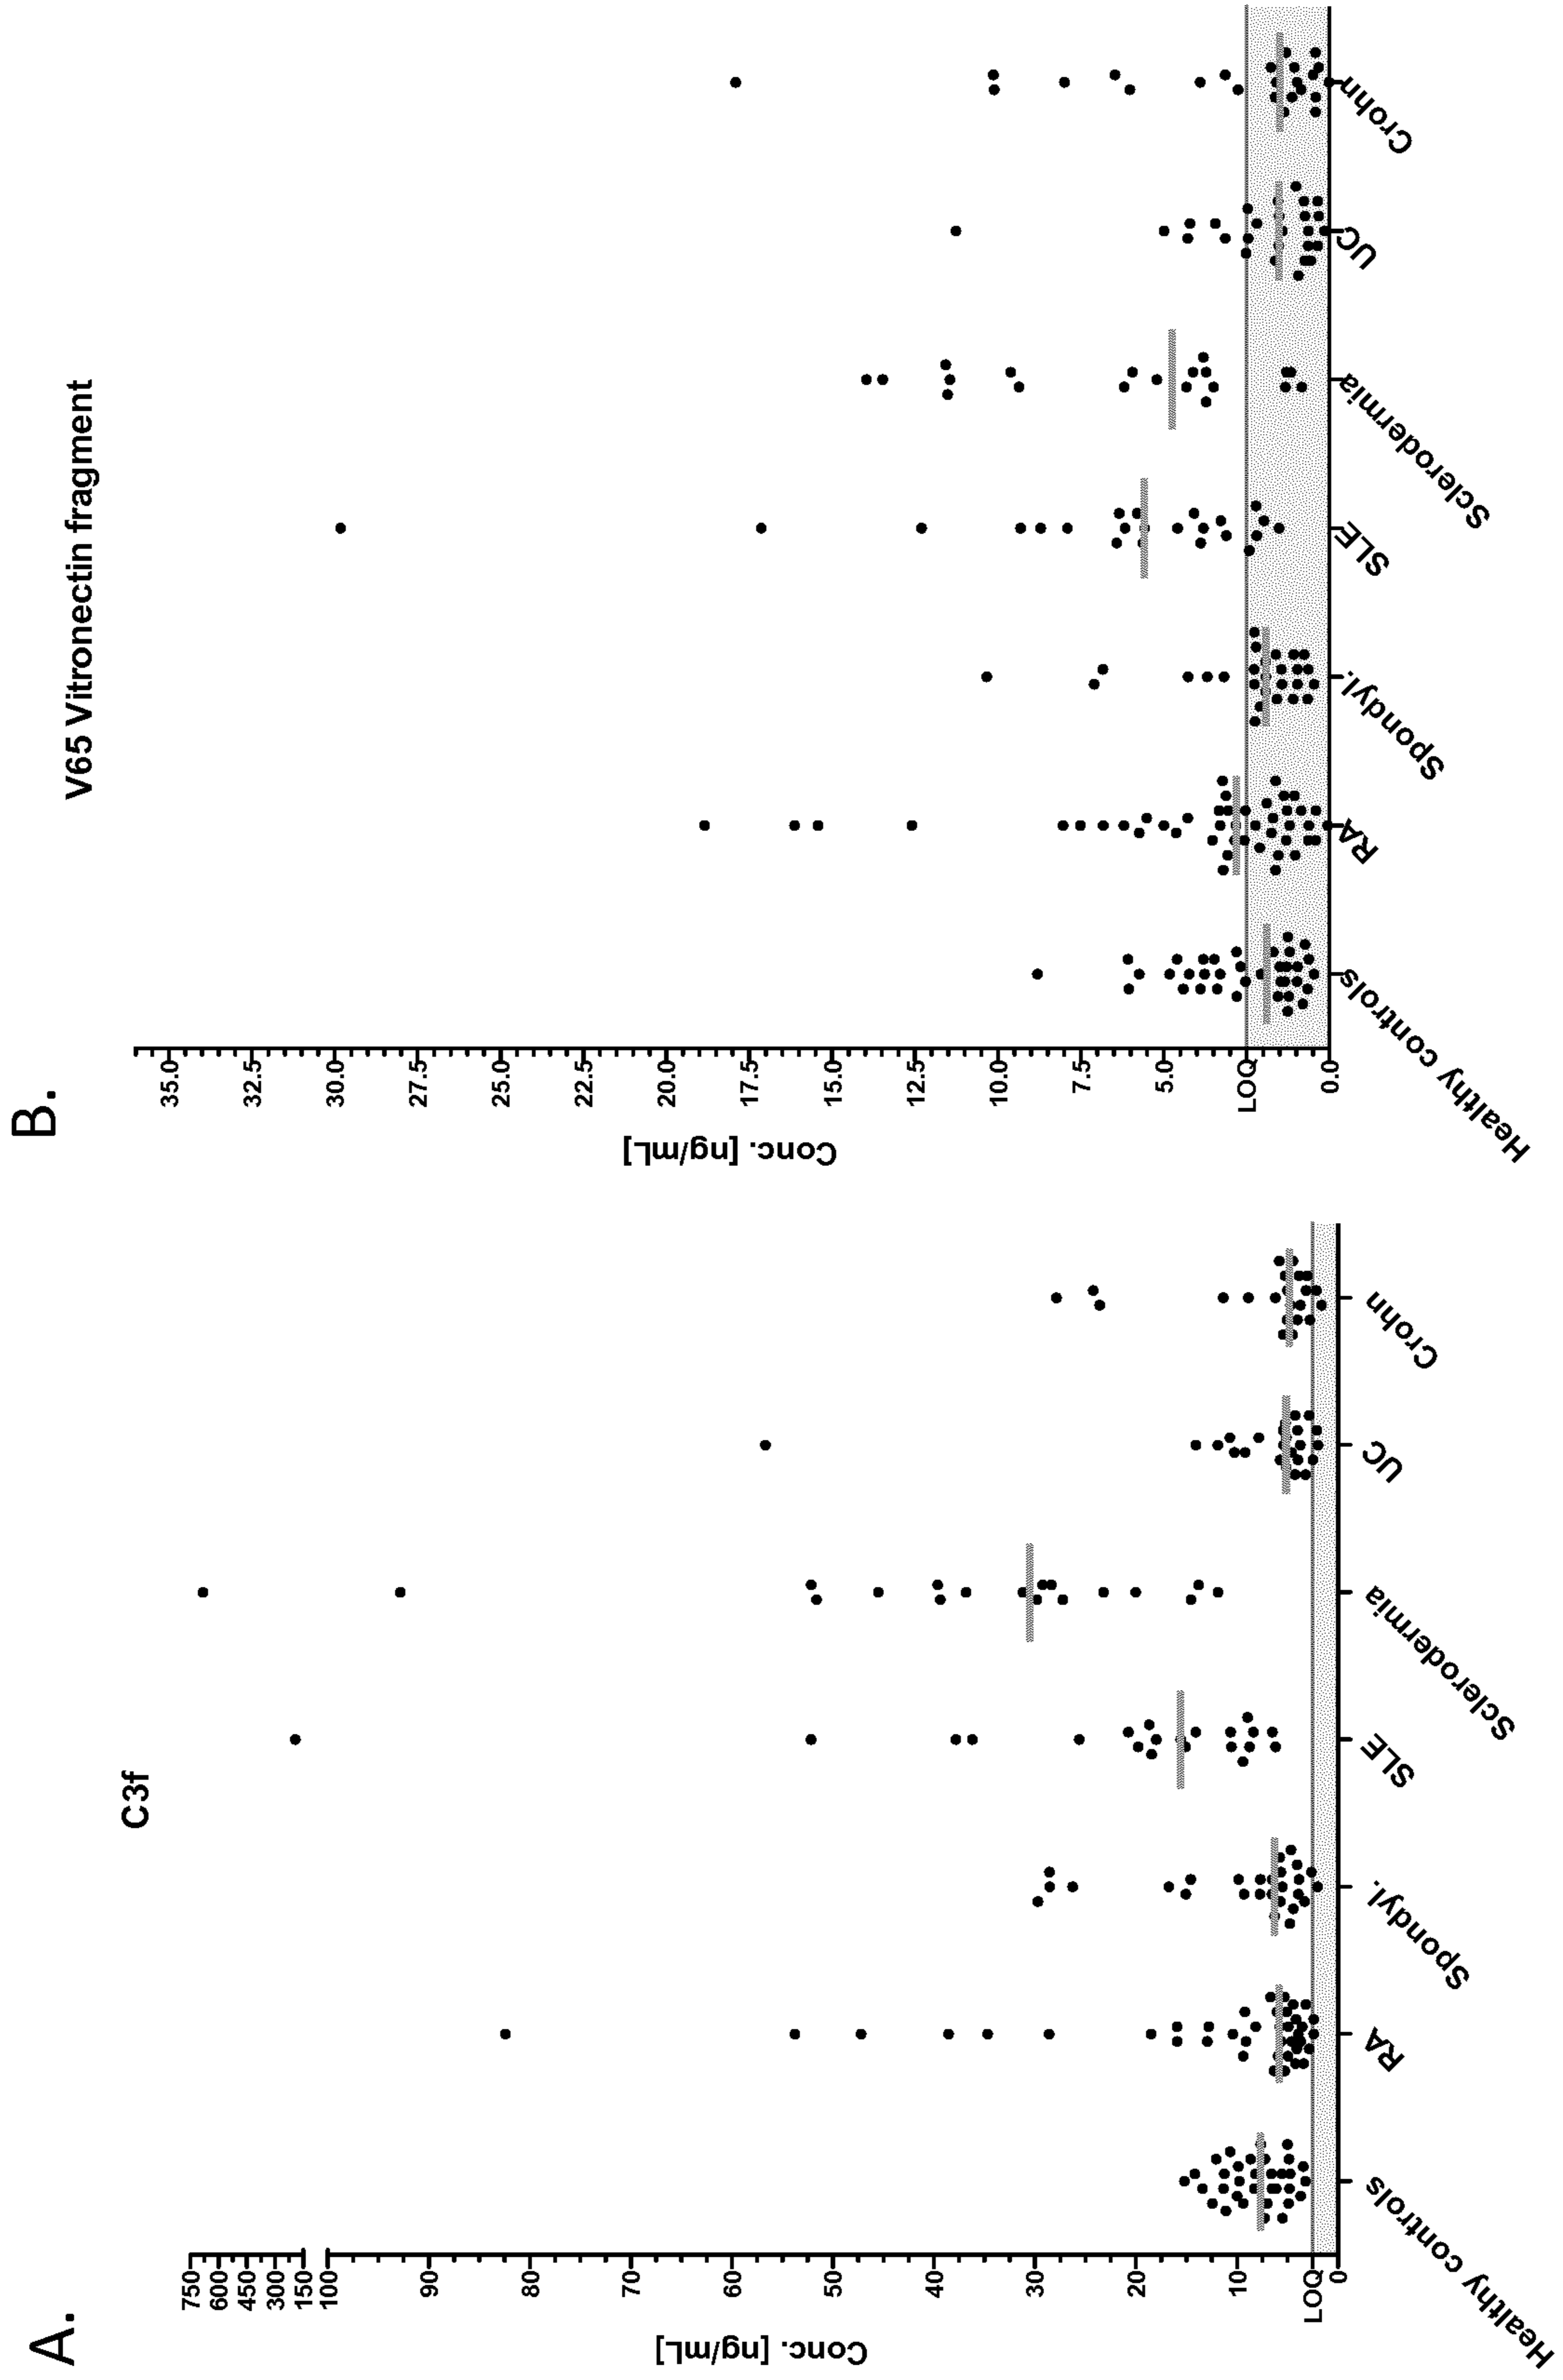 A.
C3f
Conc. [ng/mL]
750
600
450
300
150
100
90
80
70
60
50
40
30
20
10
LOQ
0
Healthy controls
RA
Spondyl.
SLE
Sclerodermia
UC
Crohn
B.
V65 Vitronectin fragment
Conc. [ng/mL]
35.0
32.5
30.0
27.5
25.0
22.5
20.0
17.5
15.0
12.5
10.0
7.5
5.0
LOQ
0.0
Healthy controls
RA
Spondyl.
SLE
Sclerodermia
UC
Crohn